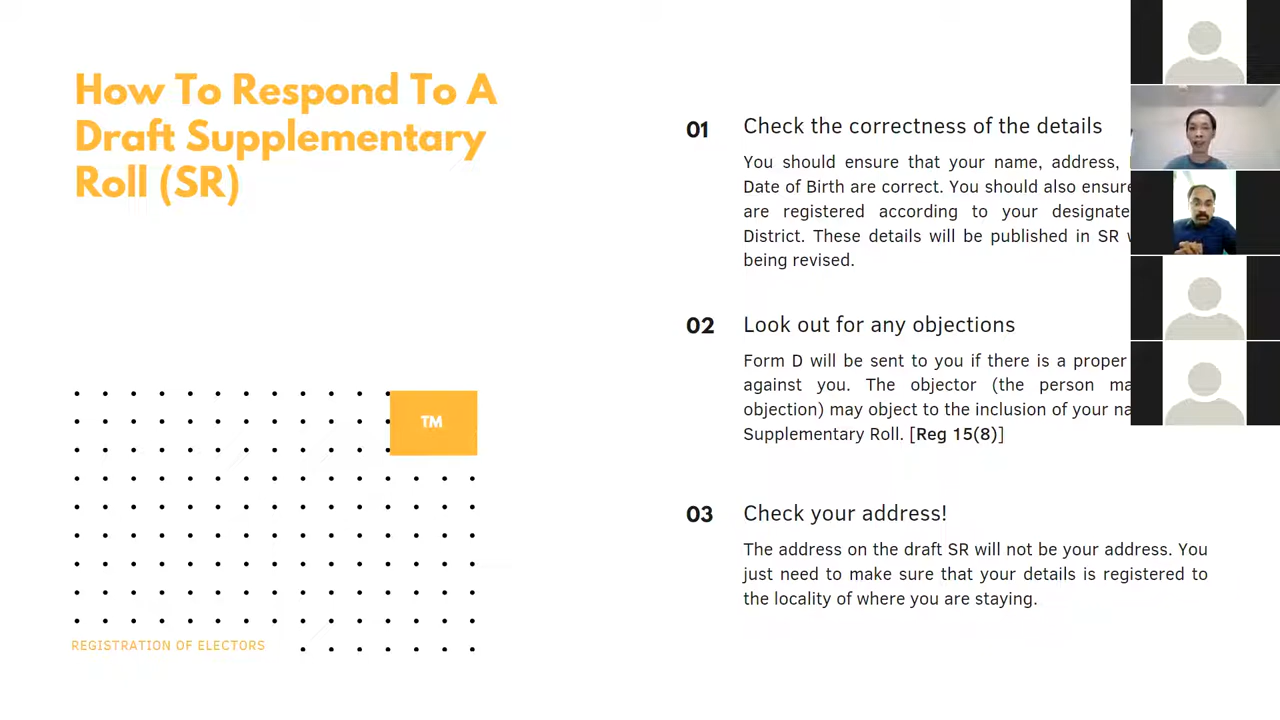 How To Respond To A
Draft Supplementary
Roll (SR)
01
Check the correctness of the details
You should ensure that your name, address,
Date of Birth are correct. You should also ensure
are registered according to your
District. These details will be published in SR
being revised.
02
Look out for any objections
Form D will be sent to you if there is a proper
against you. The objector (the person
objection) may object to the inclusion of your
Supplementary Roll. [Reg 15(8)]
03
Check your address!
The address on the draft SR will not be your address. You
just need to make sure that your details is registered to
the locality of where you are staying.
TM
REGISTRATION OF ELECTORS